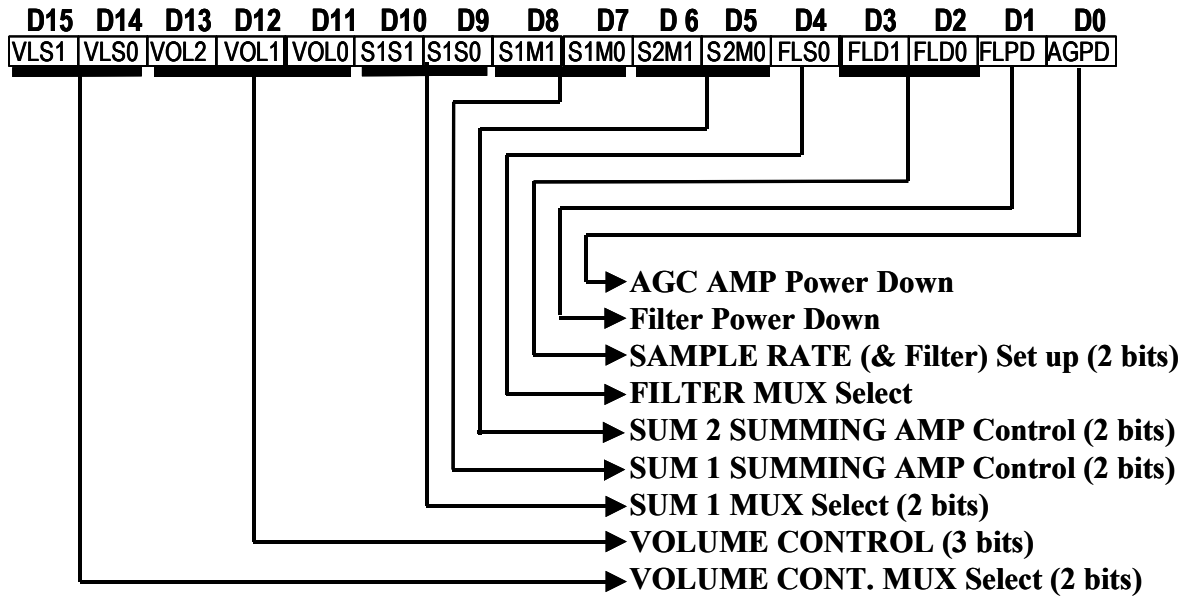 D15 D14 D13 D12 D11 D10 D9 D8 D7 D 6 D5 D4 D3 D2 D1 D0
VLS1 VLS0 VOL2 VOL1 VOL0 S1S1 S1S0 S1M1 S1M0 S2M1 S2M0 FLS0 FLD1 FLD0 FLPD AGPD
AGC AMP Power Down
Filter Power Down
SAMPLE RATE (& Filter) Set up (2 bits)
FILTER MUX Select
SUM 2 SUMMING AMP Control (2 bits)
SUM 1 SUMMING AMP Control (2 bits)
SUM 1 MUX Select (2 bits)
VOLUME CONTROL (3 bits)
VOLUME CONT. MUX Select (2 bits)